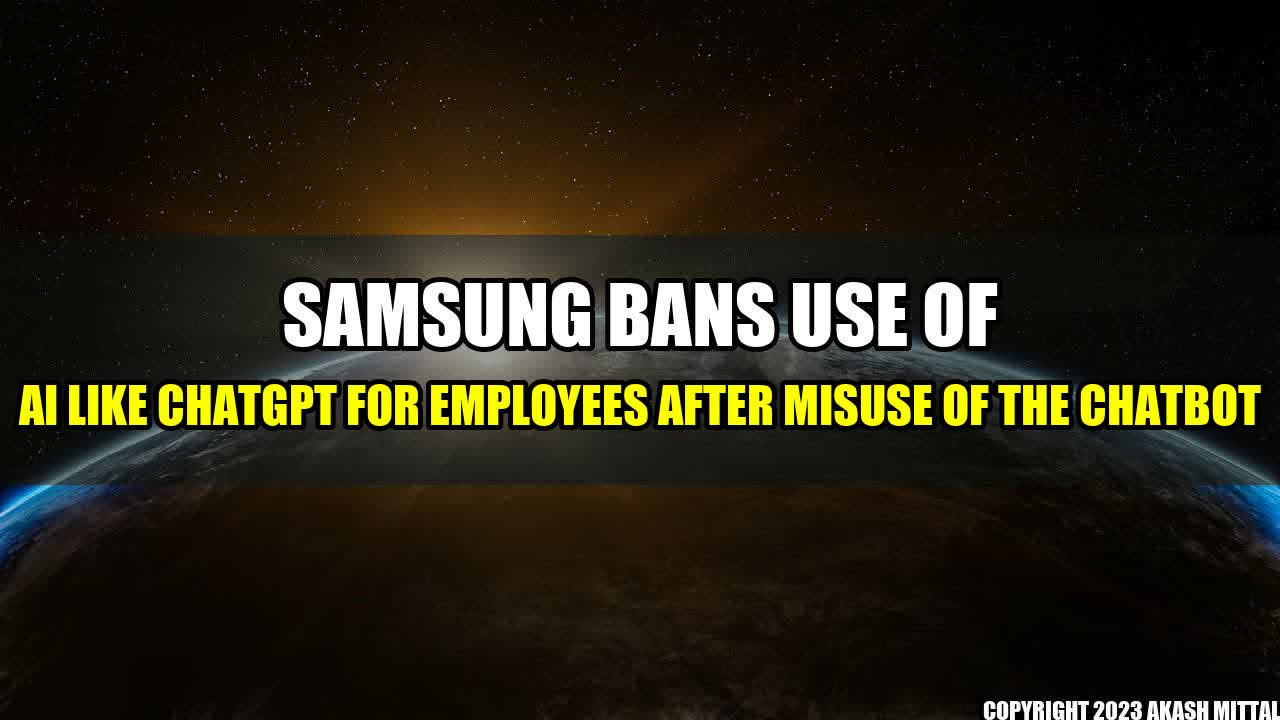 SAMSUNG BANS USE OF
AI LIKE CHATGPT FOR EMPLOYEES AFTER MISUSE OF THE CHATBOT
COPYRIGHT 2023 AKASH MITTAL